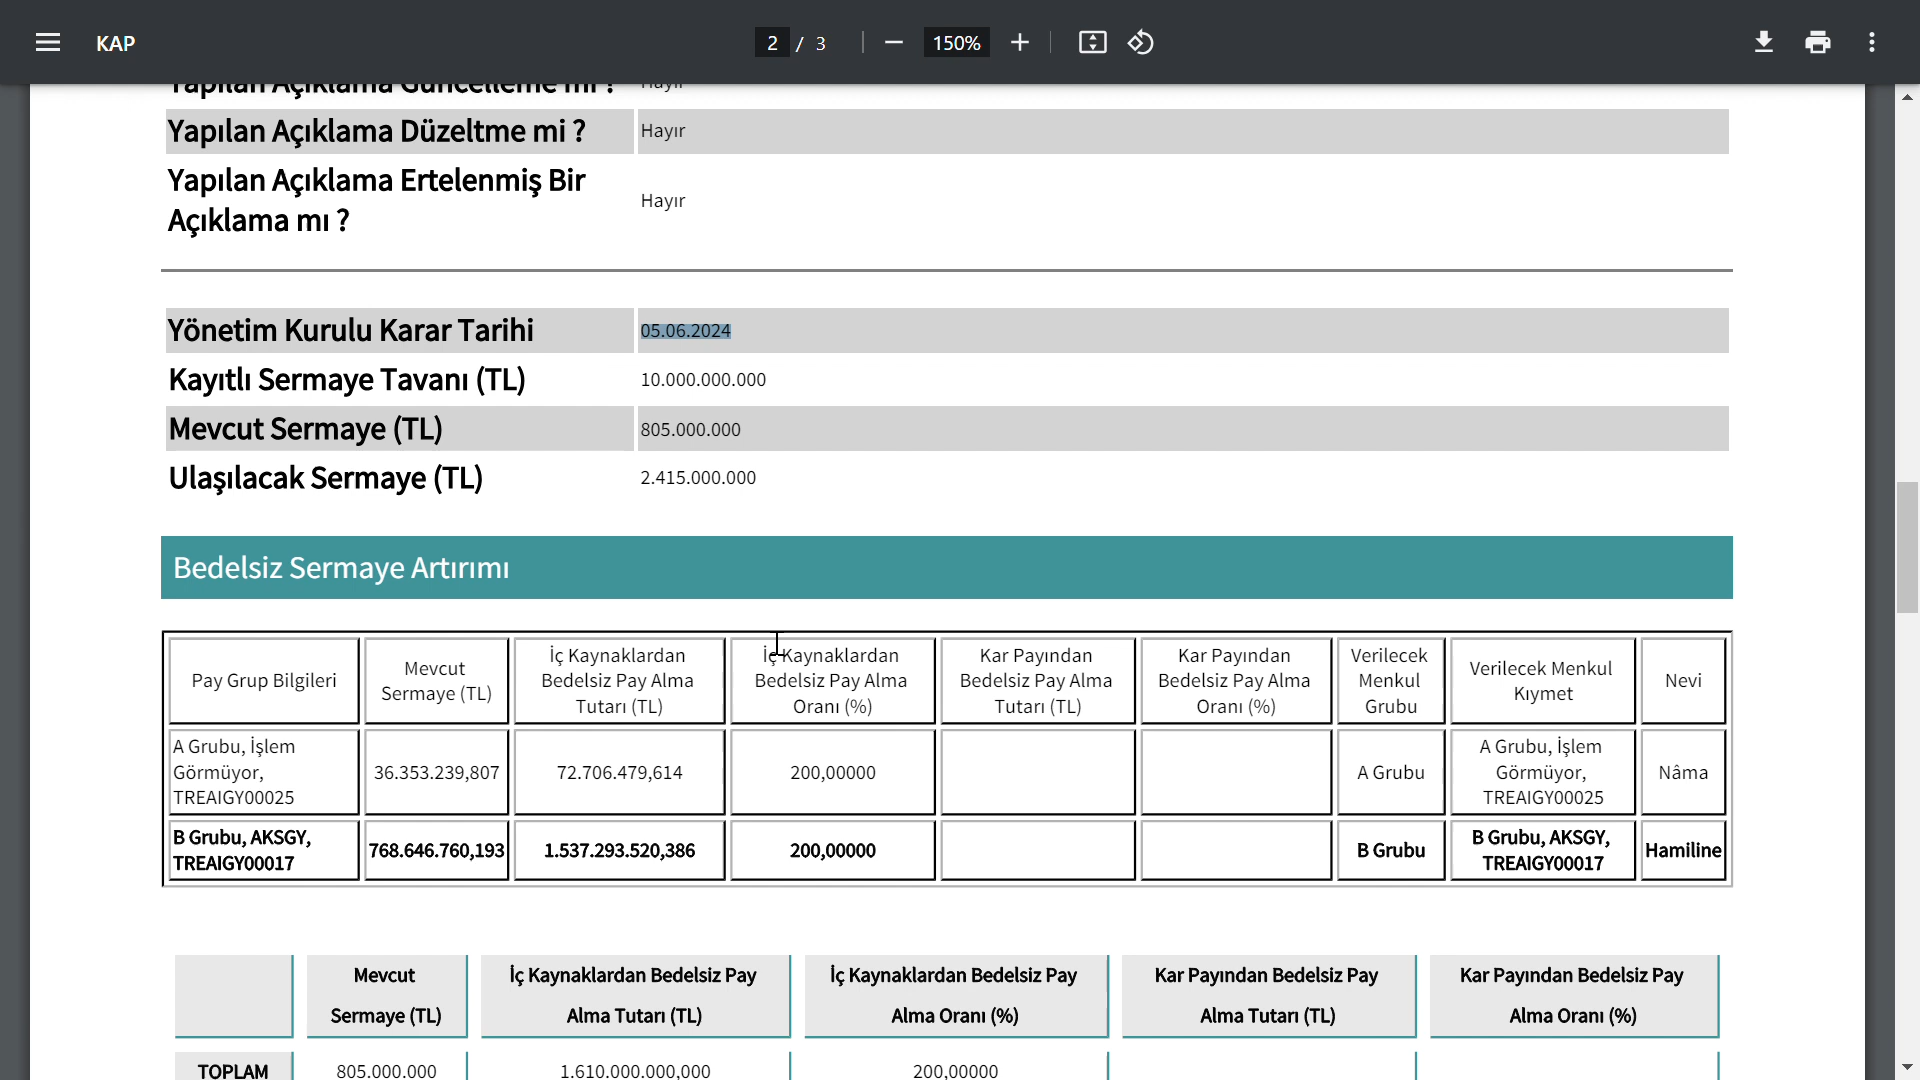 KAP
2 / 3
150%
Yapılan Açıklama Güncelleme mi ? Hayır
Yapılan Açıklama Düzeltme mi ? Hayır
Yapılan Açıklama Ertelenmiş Bir
Açıklama mı ? Hayır
Yönetim Kurulu Karar Tarihi 05.06.2024
Kayıtlı Sermaye Tavanı (TL) 10.000.000.000
Mevcut Sermaye (TL) 805.000.000
Ulaşılacak Sermaye (TL) 2.415.000.000
Bedelsiz Sermaye Artırımı
Pay Grup Bilgileri
Mevcut
Sermaye (TL)
İç Kaynaklardan
Bedelsiz Pay Alma
Tutarı (TL)
İç Kaynaklardan
Bedelsiz Pay Alma
Oranı (%)
Kar Payından
Bedelsiz Pay Alma
Tutarı (TL)
Kar Payından
Bedelsiz Pay Alma
Oranı (%)
Verilecek
Menkul
Grubu
Verilecek Menkul
Kıymet
Nevi
A Grubu, İşlem
Görmüyor,
TREAIGY00025
36.353.239,807
72.706.479,614
200,00000
A Grubu
A Grubu, İşlem
Görmüyor,
TREAIGY00025
Nâma
B Grubu, AKSGY,
TREAIGY00017
768.646.760,193
1.537.293.520,386
200,00000
B Grubu
B Grubu, AKSGY,
TREAIGY00017
Hamiline
Mevcut
Sermaye (TL)
İç Kaynaklardan Bedelsiz Pay
Alma Tutarı (TL)
İç Kaynaklardan Bedelsiz Pay
Alma Oranı (%)
Kar Payından Bedelsiz Pay
Alma Tutarı (TL)
Kar Payından Bedelsiz Pay
Alma Oranı (%)
TOPLAM 805.000.000 1.610.000.000,000 200,00000